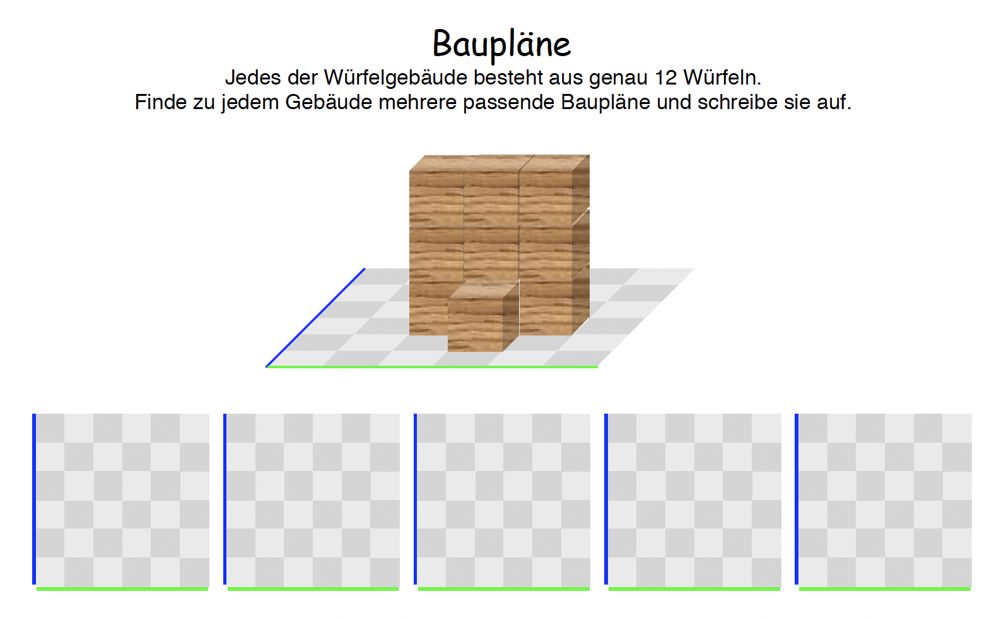 Baupläne
Jedes der Würfelgebäude besteht aus genau 12 Würfeln.
Finde zu jedem Gebäude mehrere passende Baupläne und schreibe sie auf.